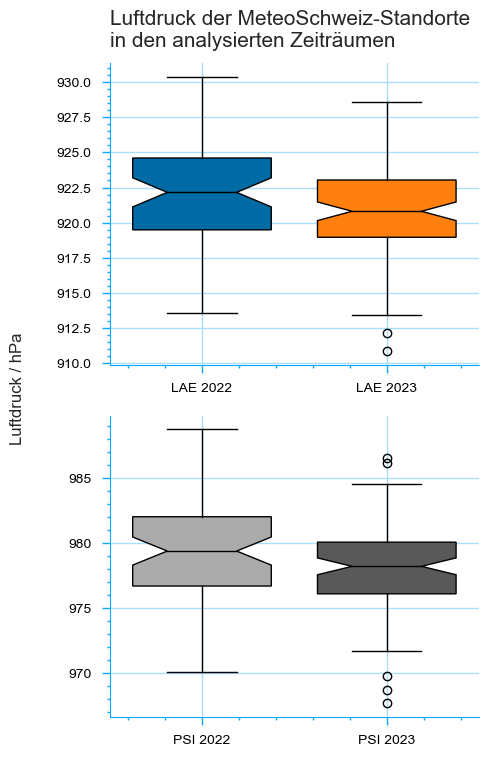 Luftdruck der MeteoSchweiz-Standorte
in den analysierten Zeiträumen
Luftdruck / hPa
930.0
927.5
925.0
922.5
920.0
917.5
915.0
912.5
910.0
LAE 2022
LAE 2023
985
980
975
970
PSI 2022
PSI 2023